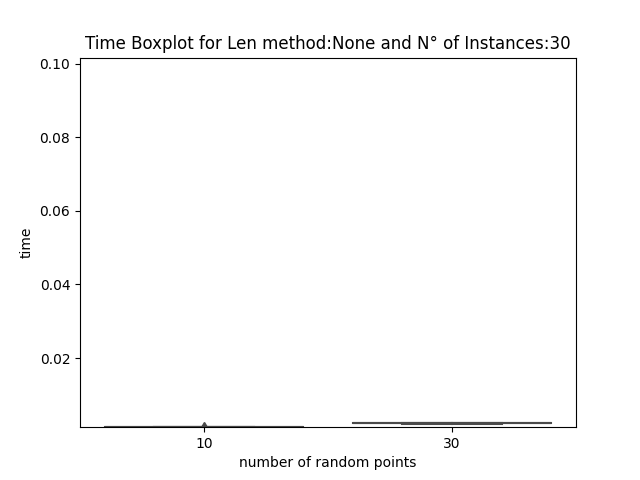 Time Boxplot for Len method:None and N° of Instances:30
0.10
0.08
0.06
0.04
0.02
time
10 30
number of random points